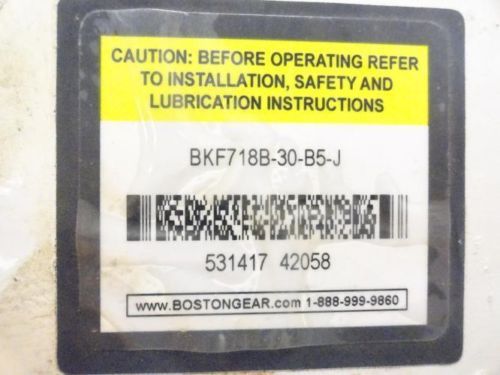 CAUTION: BEFORE OPERATING REFER
TO INSTALLATION, SAFETY AND
LUBRICATION INSTRUCTIONS
BKF718B-30-B5-J
531417 42058
www.BOSTONGEAR.com 1-888-999-9860